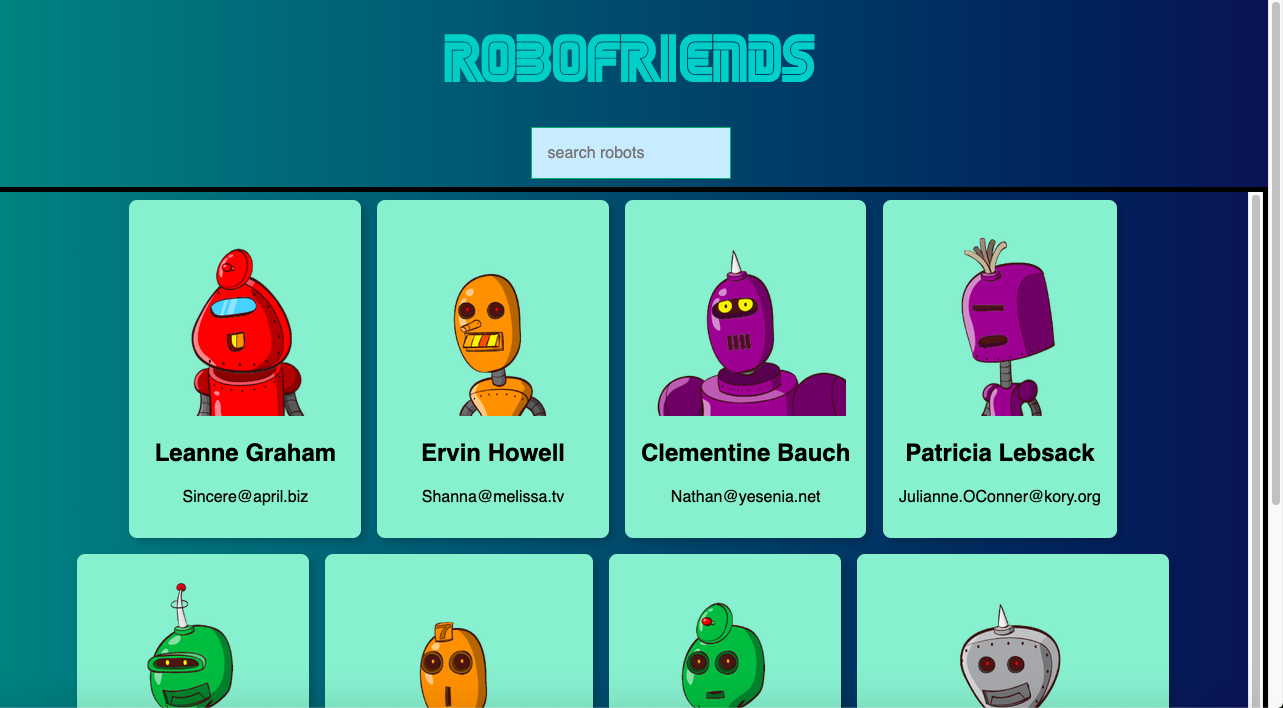 ROBOFRIENDS
search robots
Leanne Graham
Sincere@april.biz
Ervin Howell
Shanna@melissa.tv
Clementine Bauch
Nathan@yesenia.net
Patricia Lebsack
Julianne.OConner@kory.org
7